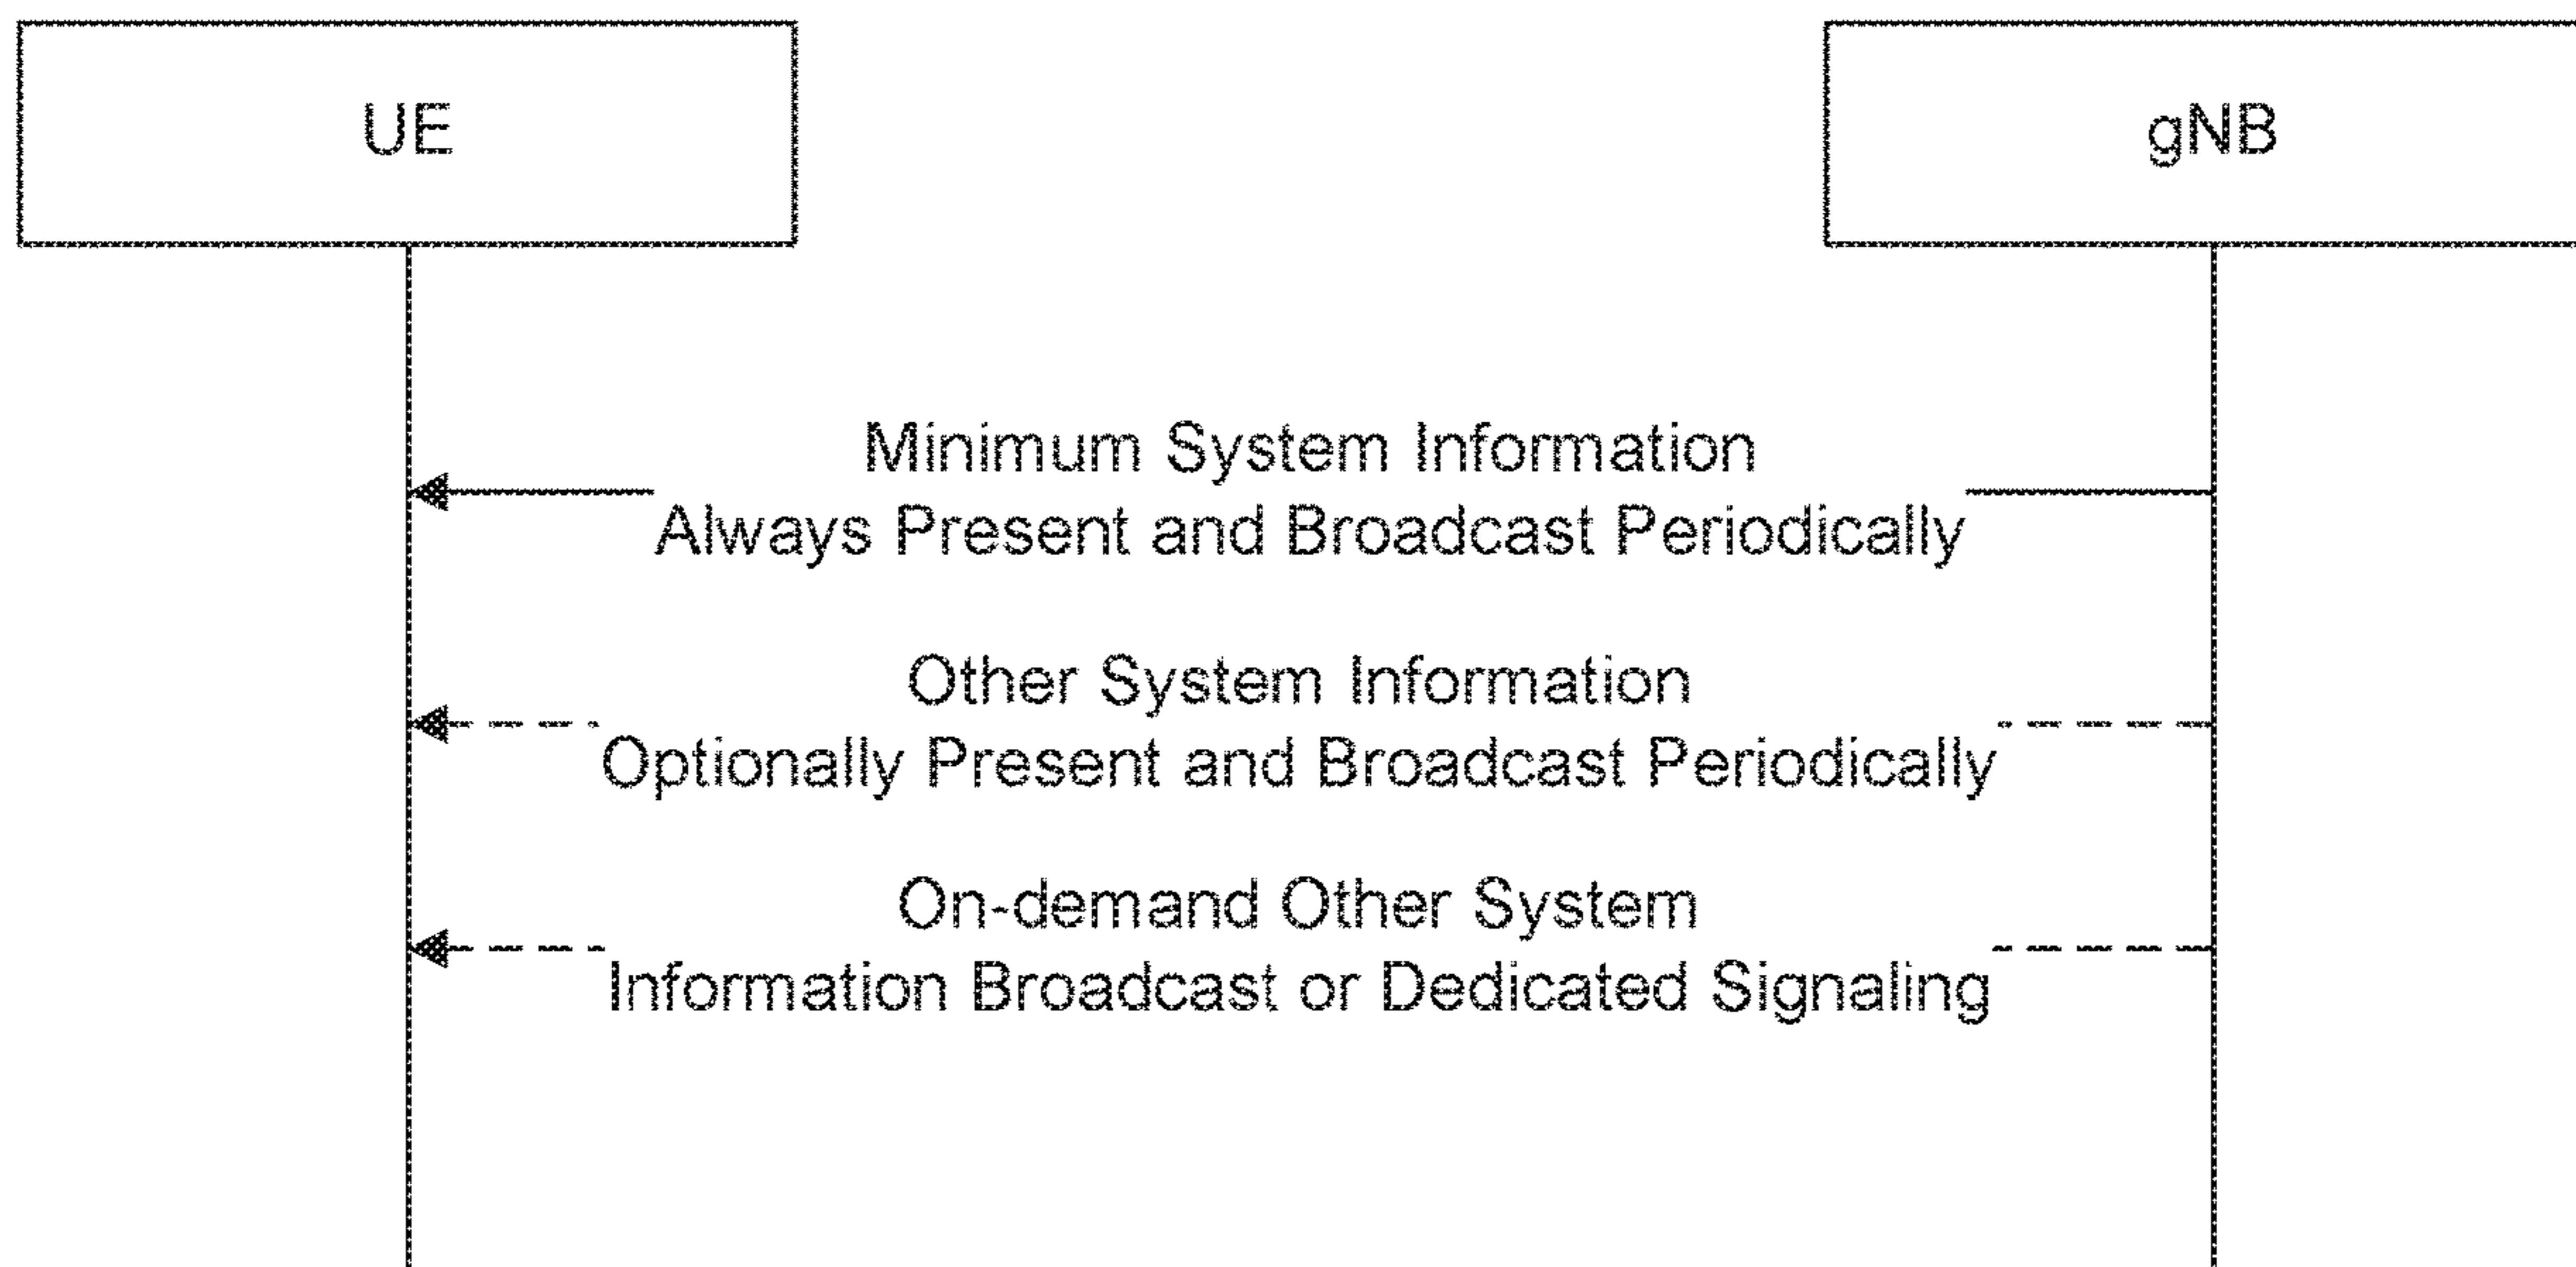 UE
gNB
Minimum System Information
Always Present and Broadcast Periodically
Other System Information
Optionally Present and Broadcast Periodically
On-demand Other System
Information Broadcast or Dedicated Signaling